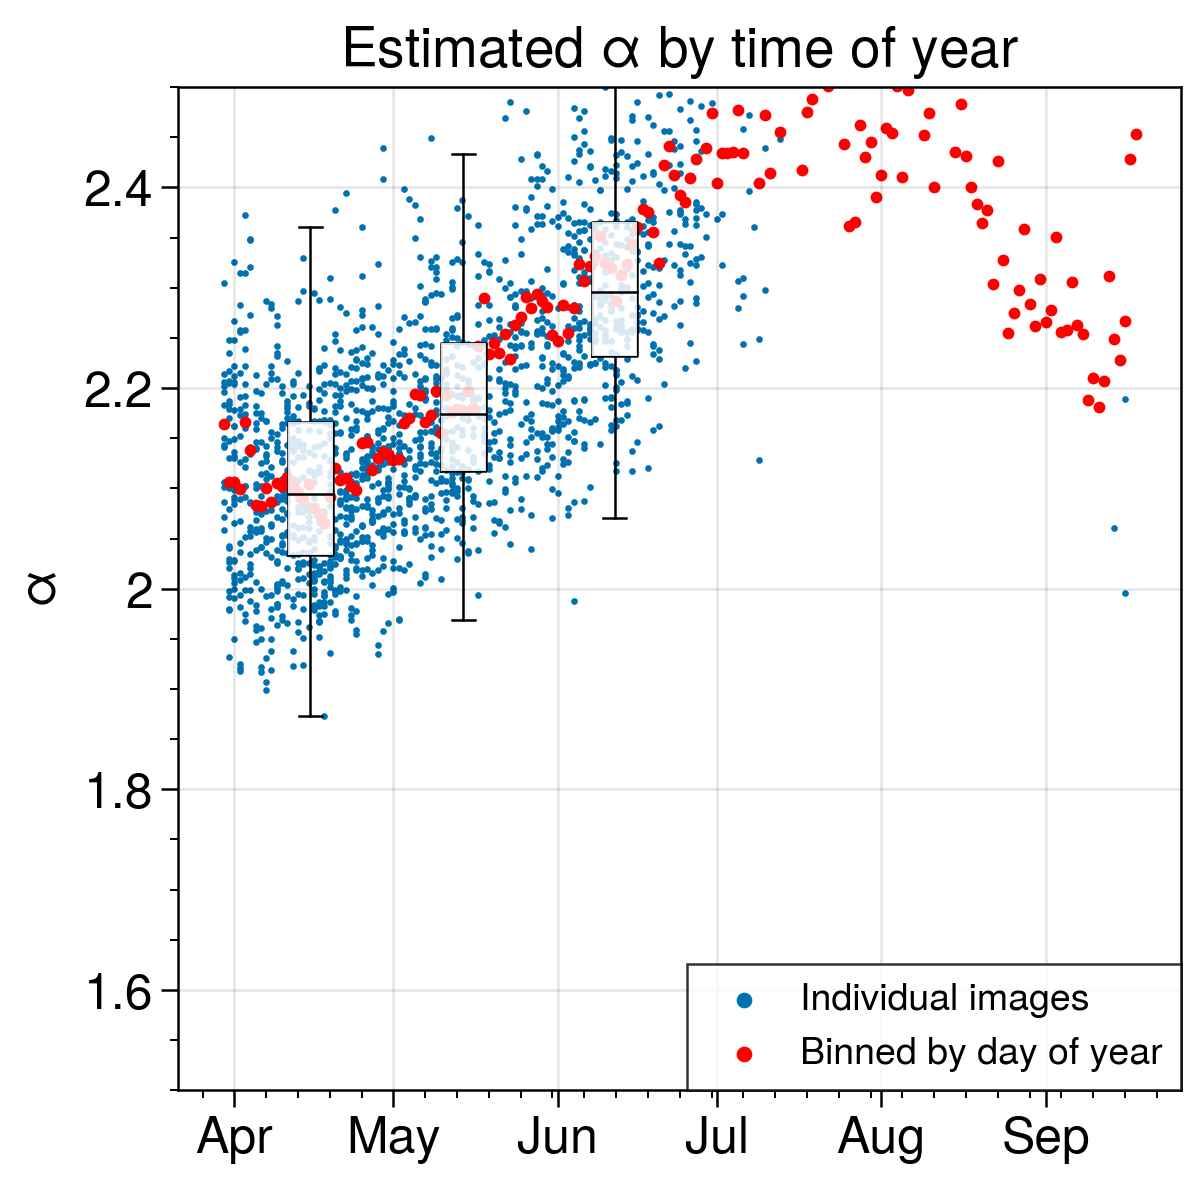 Estimated α by time of year
α
2.4
2.2
2
1.8
1.6
Individual images
Binned by day of year
Apr May Jun Jul Aug Sep